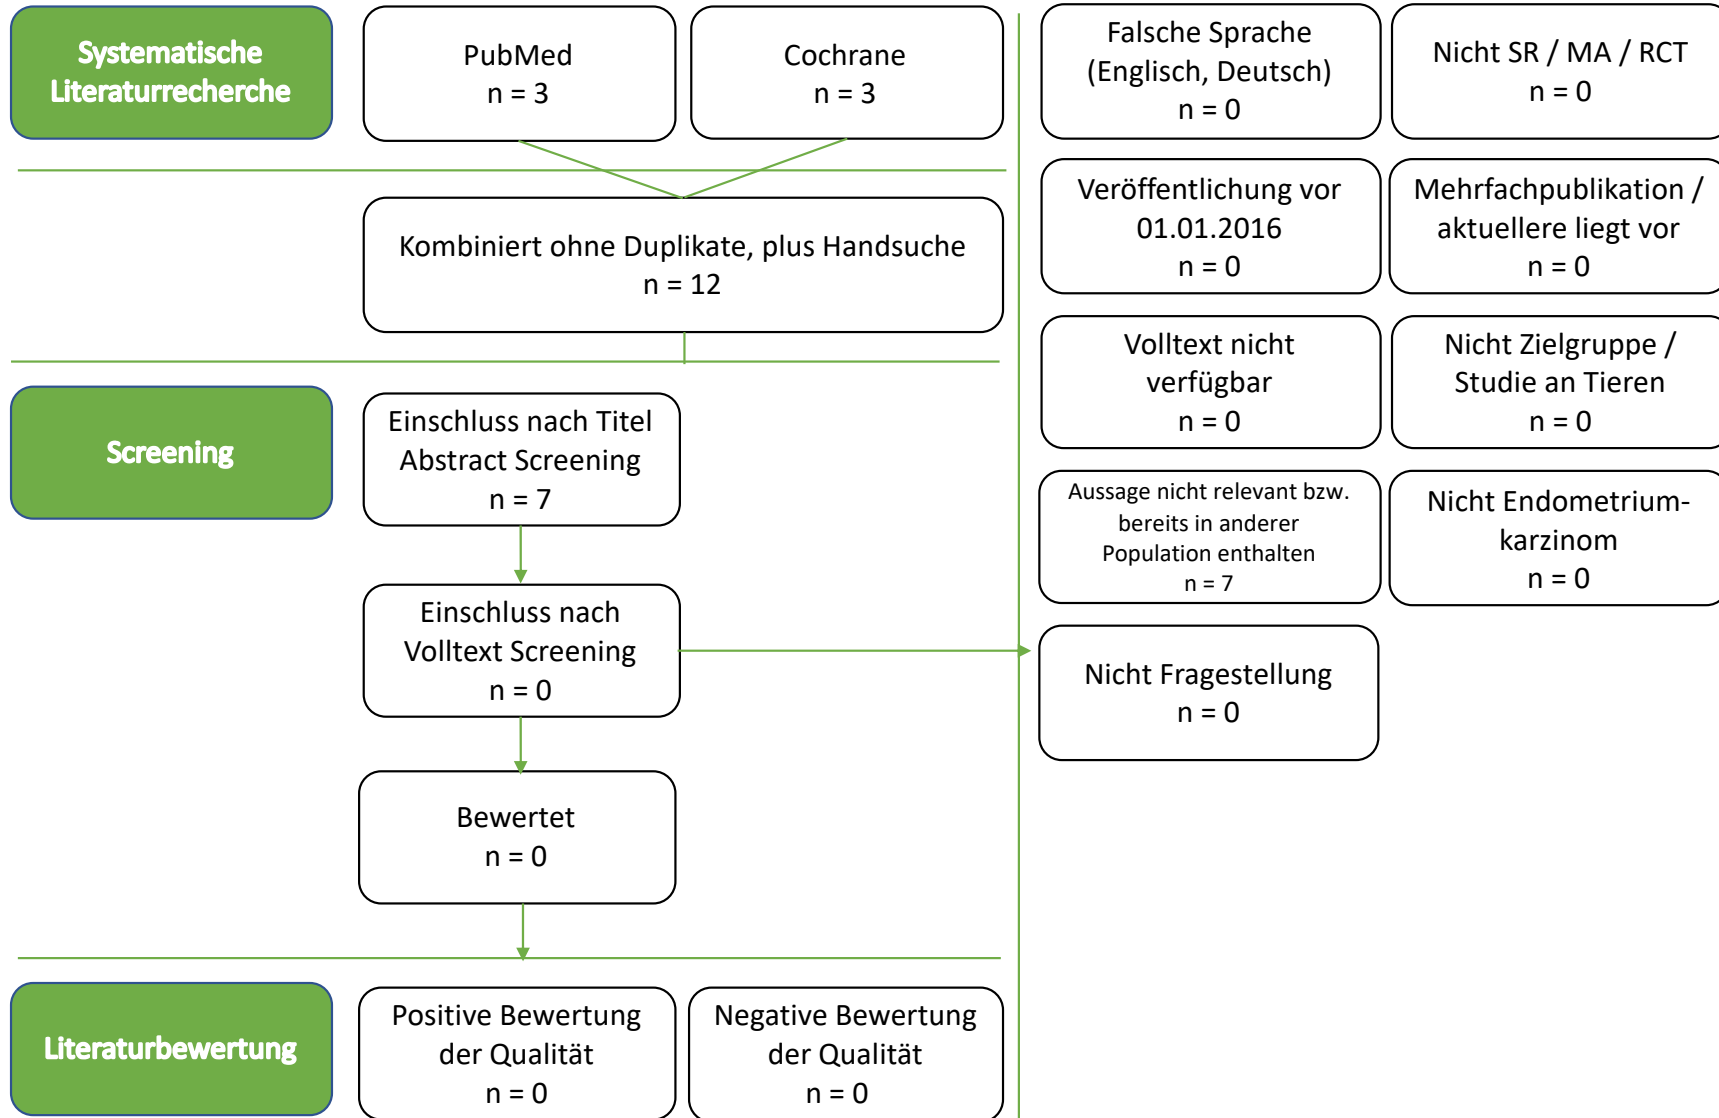 Systematische
Literaturrecherche
PubMed
n = 3
Cochrane
n = 3
Kombiniert ohne Duplikate, plus Handsuche
n = 12
Screening
Einschluss nach Titel
Abstract Screening
n = 7
Einschluss nach
Volltext Screening
n = 0
Bewertet
n = 0
Literaturbewertung
Positive Bewertung
der Qualität
n = 0
Negative Bewertung
der Qualität
n = 0
Falsche Sprache
(Englisch, Deutsch)
n = 0
Nicht SR / MA / RCT
n = 0
Veröffentlichung vor
01.01.2016
n = 0
Mehrfachpublikation /
aktuellere liegt vor
n = 0
Volltext nicht
verfügbar
n = 0
Nicht Zielgruppe /
Studie an Tieren
n = 0
Aussage nicht relevant bzw.
bereits in anderer
Population enthalten
n = 7
Nicht Endometrium-
karzinom
n = 0
Nicht Fragestellung
n = 0